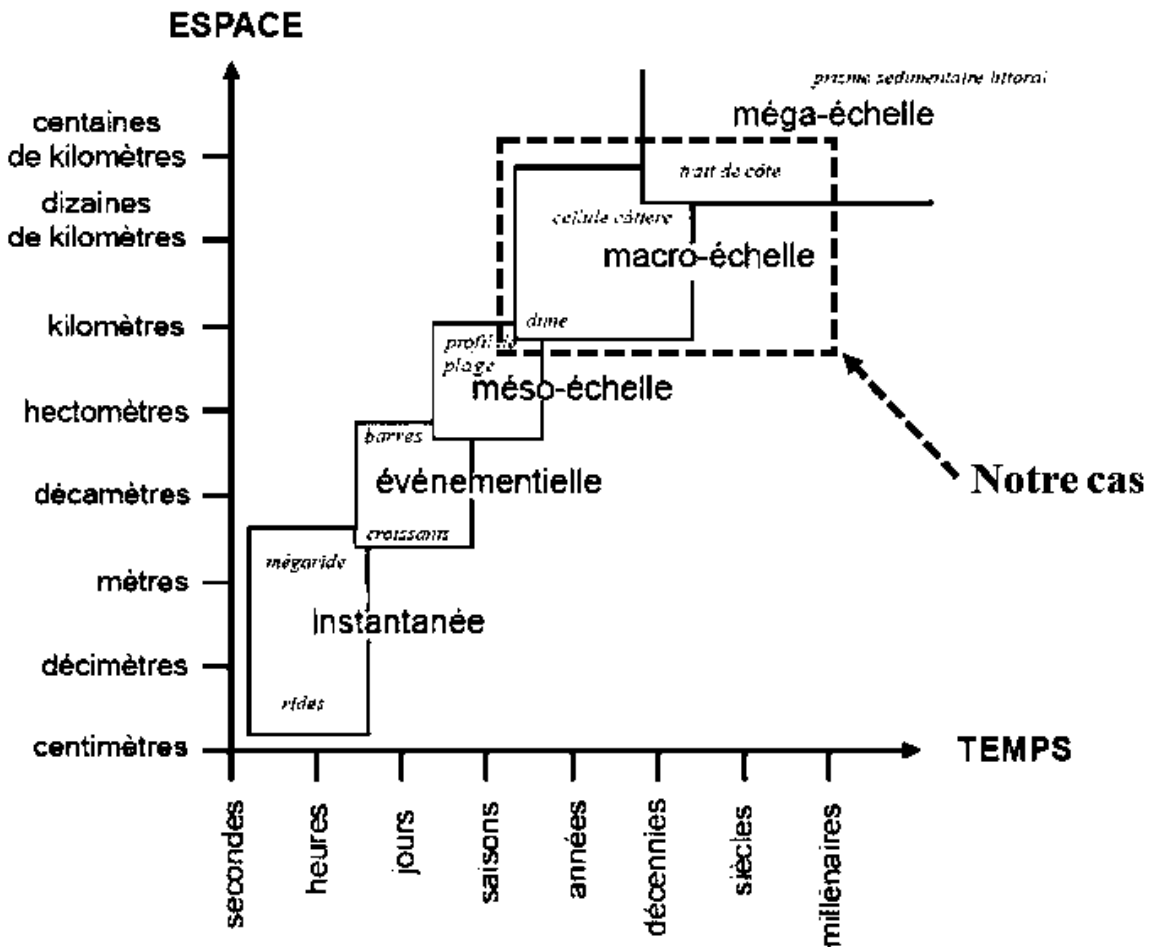 ESPACE
prisme sedimentaire littoral
méga-échelle
centaines
de kilomètres
trait de côte
dizaines
de kilomètres
cellule côtiere
macro-échelle
kilomètres
dune
profil de
plage
méso-échelle
hectomètres
barres
événementielle
Notre cas
décamètres
croissants
mégaride
mètres
instantanée
décimètres
rides
centimètres
TEMPS
secondes
heures
jours
saisons
années
décennies
siècles
millénaires